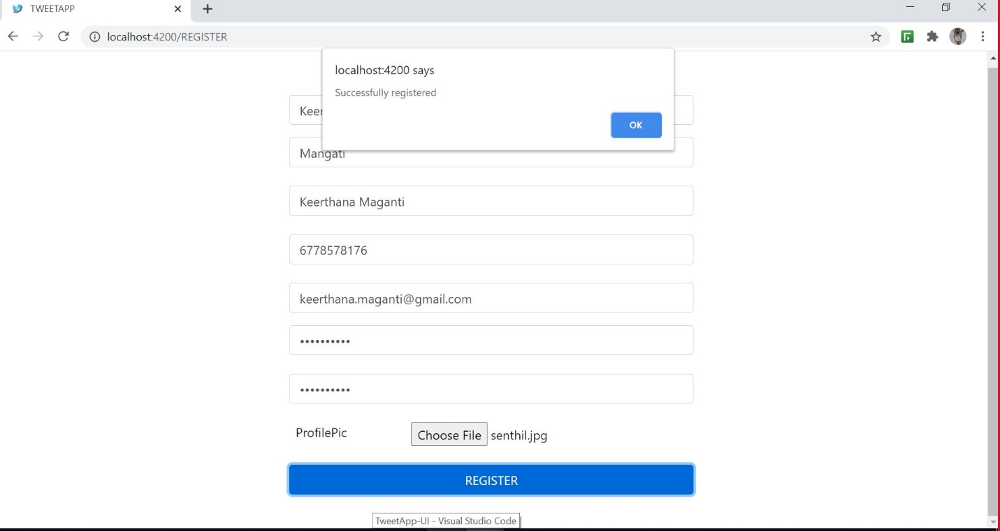 TWEETAPP
localhost:4200/REGISTER
localhost:4200 says
Successfully registered
OK
Mangati
Keerthana Maganti
6778578176
keerthana.maganti@gmail.com
••••••••••
••••••••••
ProfilePic Choose File senthil.jpg
REGISTER
TweetApp-UI - Visual Studio Code